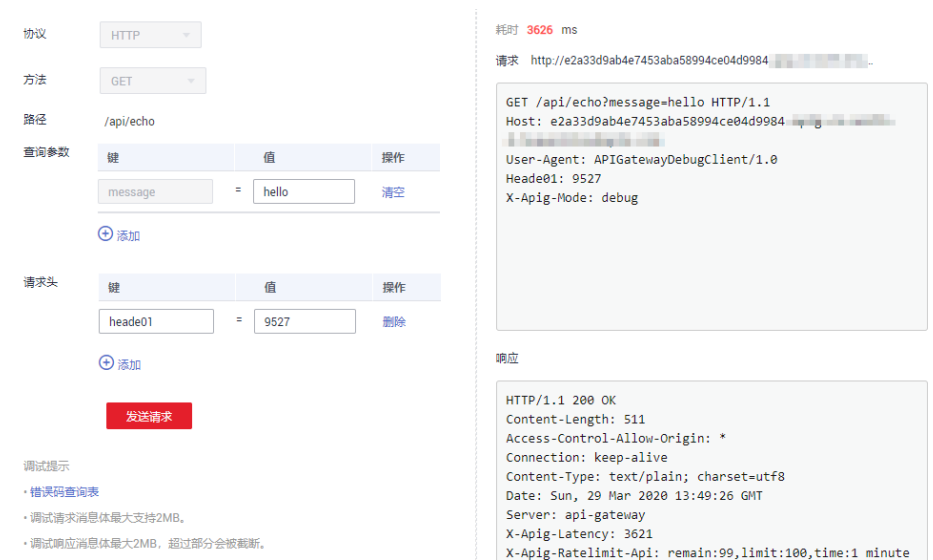 协议
HTTP
方法
GET
路径
/api/echo
查询参数
键 值 操作
message = hello 清空
添加
请求头
键 值 操作
heade01 = 9527 删除
添加
发送请求
调试提示
• 错误码查询表
• 调试请求消息体最大支持2MB。
• 调试响应消息体最大2MB，超过部分会被截断。
耗时 3626 ms
请求 http://e2a33d9ab4e7453aba58994ce04d9984
GET /api/echo?message=hello HTTP/1.1
Host: e2a33d9ab4e7453aba58994ce04d9984
User-Agent: APIGatewayDebugClient/1.0
Heade01: 9527
X-Apig-Mode: debug
响应
HTTP/1.1 200 OK
Content-Length: 511
Access-Control-Allow-Origin: *
Connection: keep-alive
Content-Type: text/plain; charset=utf8
Date: Sun, 29 Mar 2020 13:49:26 GMT
Server: api-gateway
X-Apig-Latency: 3621
X-Apig-Ratelimit-Api: remain:99,limit:100,time:1 minute